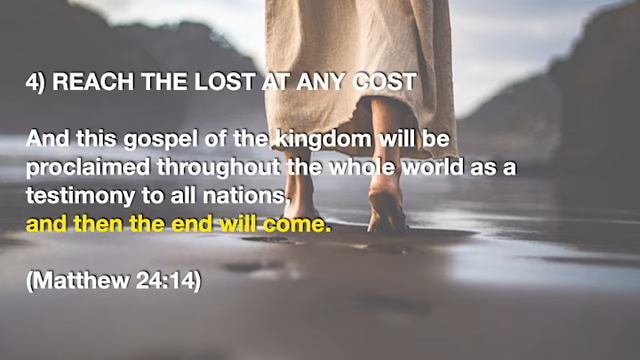 4) REACH THE LOST AT ANY COST
And this gospel of the kingdom will be
proclaimed throughout the whole world as a
testimony to all nations,
and then the end will come.
(Matthew 24:14)